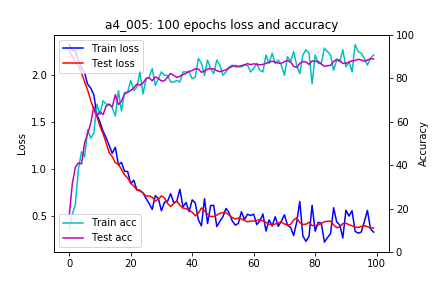 a4_005: 100 epochs loss and accuracy
Train loss
Test loss
Train acc
Test acc
Loss
2.0
1.5
1.0
0.5
Accuracy
100
80
60
40
20
0
0
20
40
60
80
100